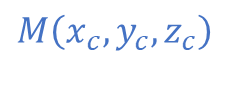 M(x_C, y_C, z_C)